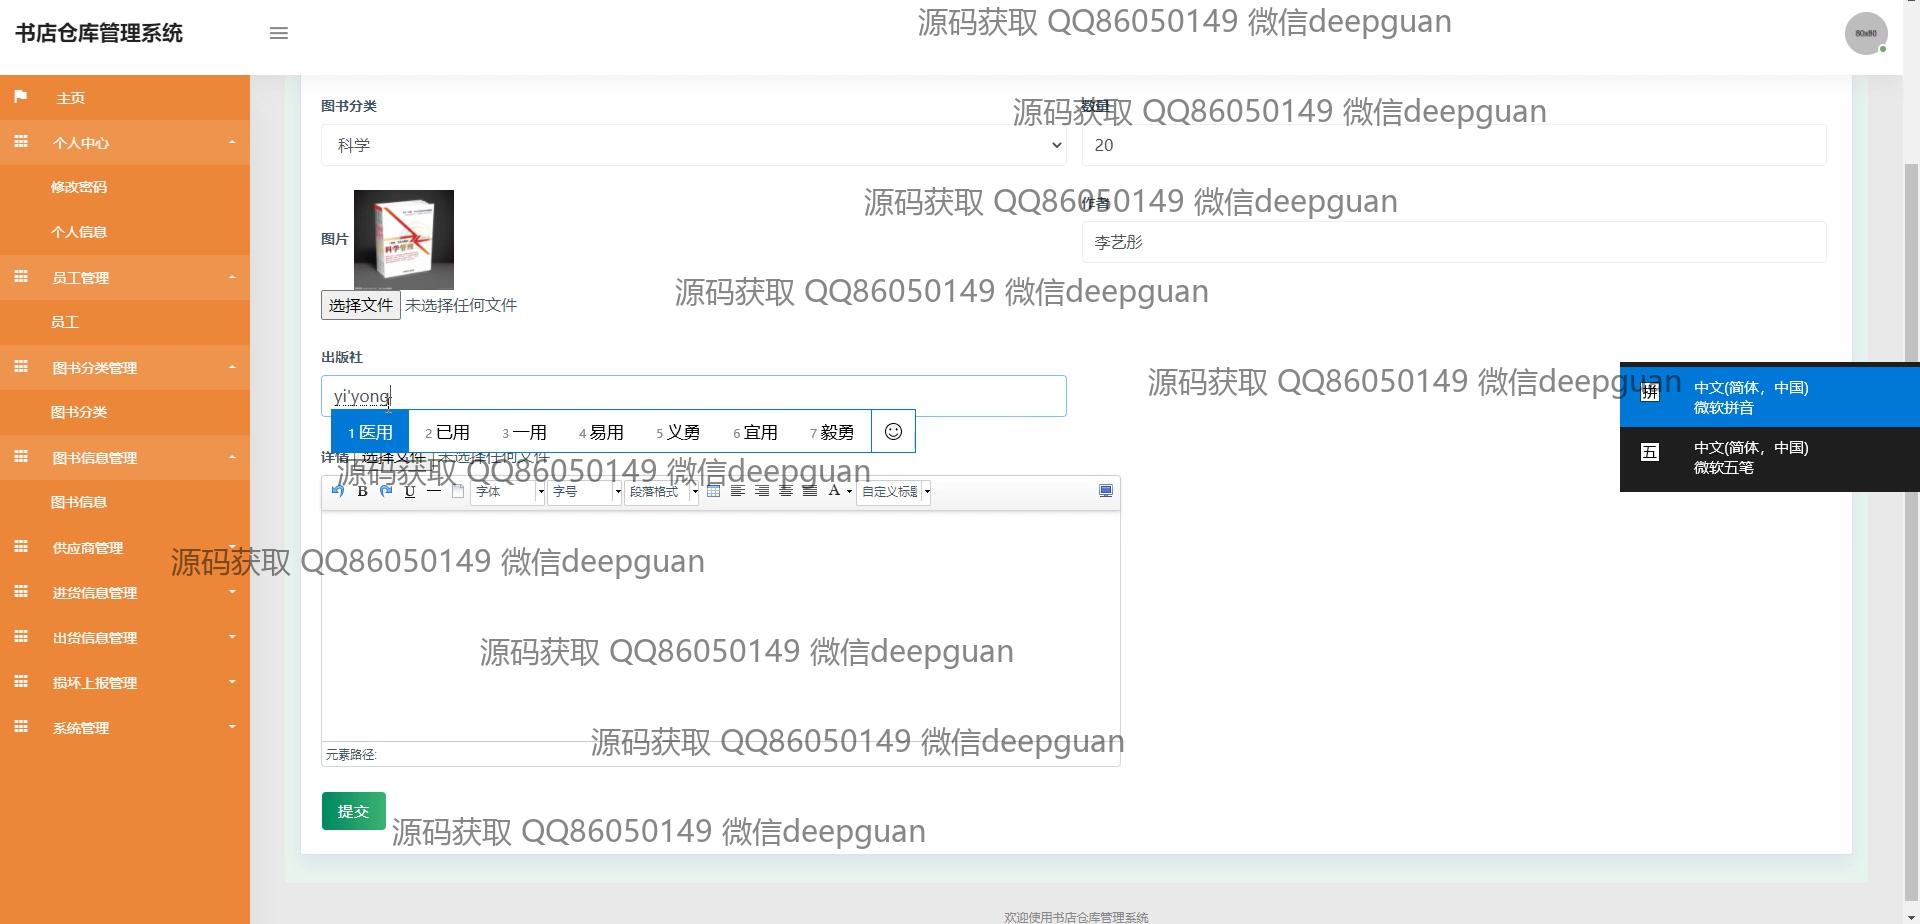 书店仓库管理系统
源码获取 QQ86050149 微信deepguan
80x80
主页
个人中心
修改密码
个人信息
员工管理
员工
图书分类管理
图书分类
图书信息管理
图书信息
供应商管理
进货信息管理
出货信息管理
损坏上报管理
系统管理
图书分类
数量
源码获取 QQ86050149 微信deepguan
科学
20
源码获取 QQ86050149 微信deepguan
作者
图片
科学管理
李艺彤
源码获取 QQ86050149 微信deepguan
选择文件 未选择任何文件
出版社
源码获取 QQ86050149 微信deepguan
yi'yong
1 医用 2 已用 3 一用 4 易用 5 义勇 6 宜用 7 毅勇
拼 中文(简体，中国)
微软拼音
五 中文(简体，中国)
微软五笔
详情 选择文件 未选择任何文件
源码获取 QQ86050149 微信deepguan
B U 字体 字号 段落格式 A 自定义标题
源码获取 QQ86050149 微信deepguan
源码获取 QQ86050149 微信deepguan
源码获取 QQ86050149 微信deepguan
元素路径:
提交
源码获取 QQ86050149 微信deepguan
欢迎使用书店仓库管理系统